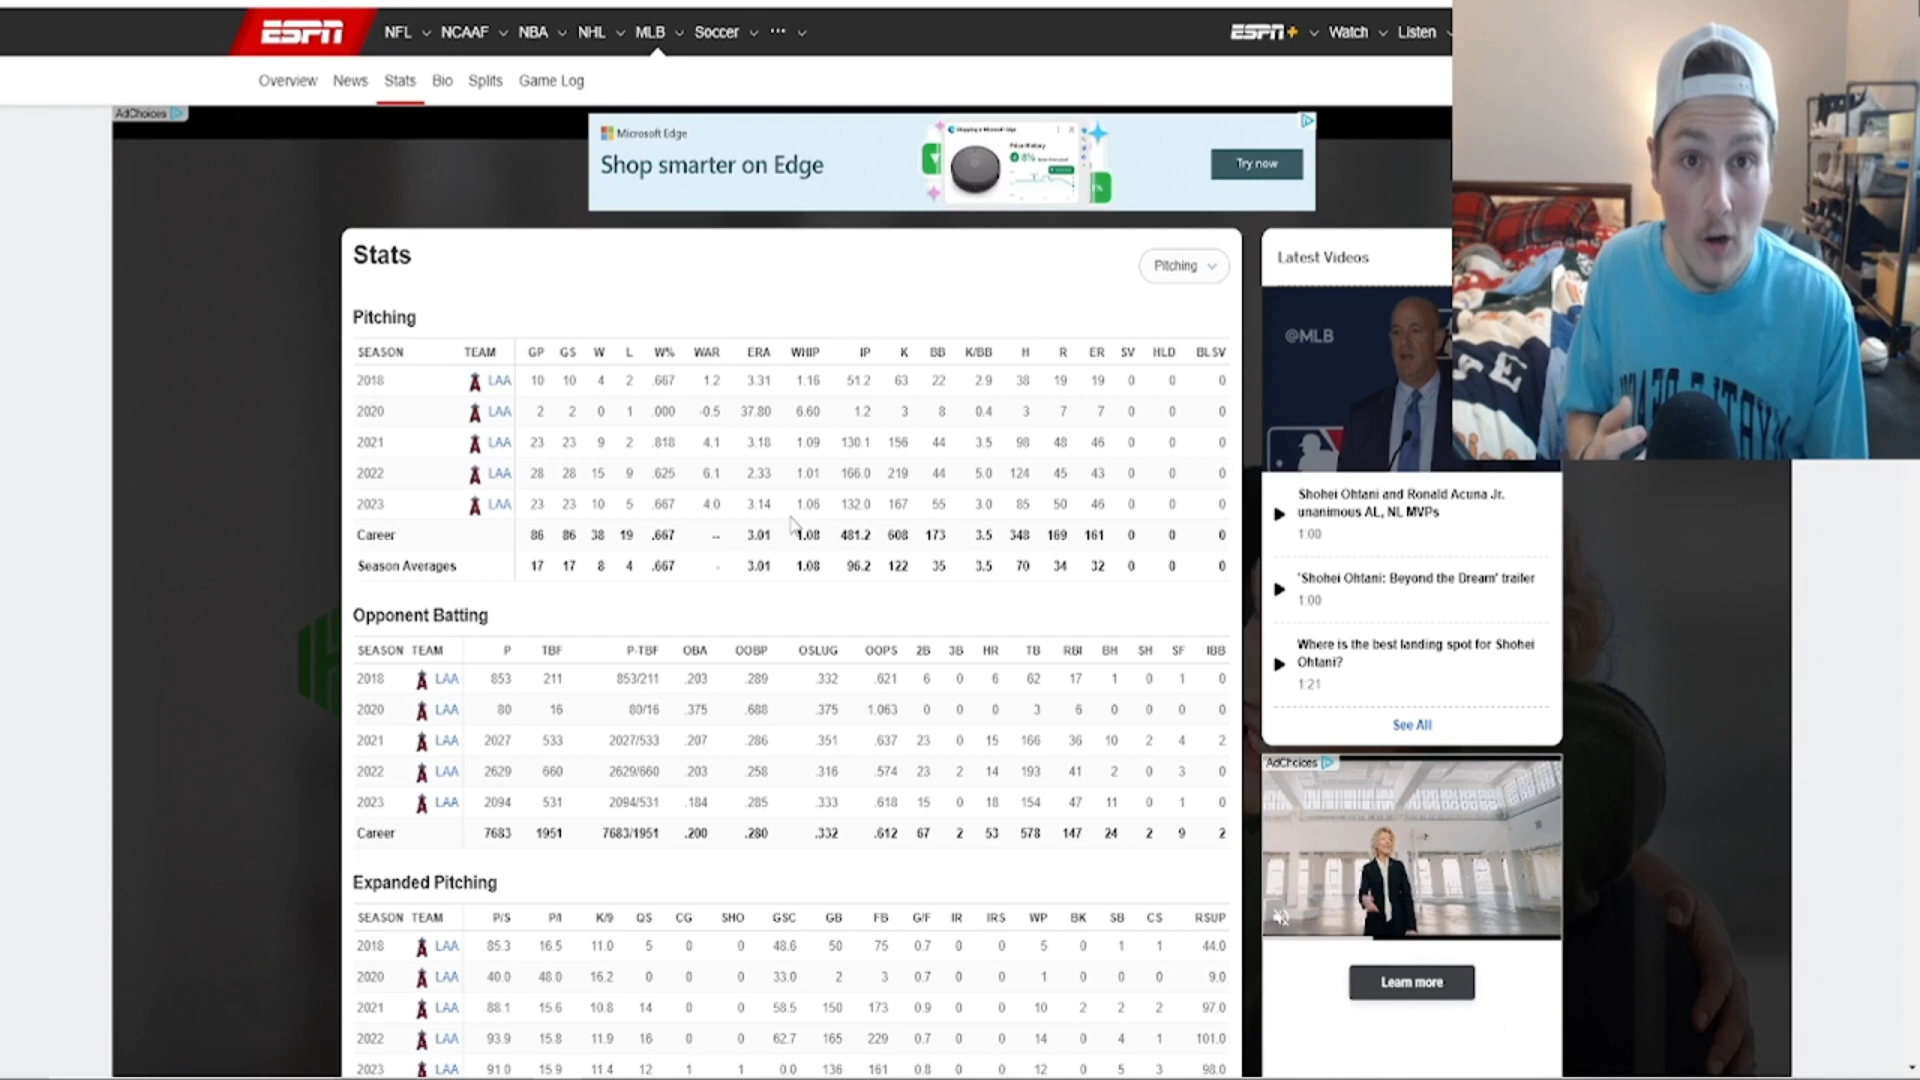 ESPN NFL NCAAF NBA NHL MLB Soccer ••• ESPN+ Watch Listen
Overview News Stats Bio Splits Game Log
AdChoices
Microsoft Edge
Shop smarter on Edge
Price History
8%
Try now
Stats
Pitching
Pitching
SEASON TEAM GP GS W L W% WAR ERA WHIP IP K BB K/BB H R ER SV HLD BLSV
2018 LAA 10 10 4 2 .667 1.2 3.31 1.16 51.2 63 22 2.9 38 19 19 0 0 0
2020 LAA 2 2 0 1 .000 -0.5 37.80 6.60 1.2 3 8 0.4 3 7 7 0 0 0
2021 LAA 23 23 9 2 .818 4.1 3.18 1.09 130.1 156 44 3.5 98 48 46 0 0 0
2022 LAA 28 28 15 9 .625 6.1 2.33 1.01 166.0 219 44 5.0 124 45 43 0 0 0
2023 LAA 23 23 10 5 .667 4.0 3.14 1.06 132.0 167 55 3.0 85 50 46 0 0 0
Career 86 86 38 19 .667 -- 3.01 1.08 481.2 608 173 3.5 348 169 161 0 0 0
Season Averages 17 17 8 4 .667 - 3.01 1.08 96.2 122 35 3.5 70 34 32 0 0 0
Opponent Batting
SEASON TEAM P TBF P-TBF OBA OOBP OSLUG OOPS 2B 3B HR TB RBI BH SH SF IBB
2018 LAA 853 211 853/211 .203 .289 .332 .621 6 0 6 62 17 1 0 1 0
2020 LAA 80 16 80/16 .375 .688 .375 1.063 0 0 0 3 6 0 0 0 0
2021 LAA 2027 533 2027/533 .207 .286 .351 .637 23 0 15 166 36 10 2 4 2
2022 LAA 2629 660 2629/660 .203 .258 .316 .574 23 2 14 193 41 2 0 3 0
2023 LAA 2094 531 2094/531 .184 .285 .333 .618 15 0 18 154 47 11 0 1 0
Career 7683 1951 7683/1951 .200 .280 .332 .612 67 2 53 578 147 24 2 9 2
Expanded Pitching
SEASON TEAM P/S P/I K/9 QS CG SHO GSC GB FB G/F IR IRS WP BK SB CS RSUP
2018 LAA 85.3 16.5 11.0 5 0 0 48.6 50 75 0.7 0 0 5 0 1 1 44.0
2020 LAA 40.0 48.0 16.2 0 0 0 33.0 2 3 0.7 0 0 1 0 0 0 9.0
2021 LAA 88.1 15.6 10.8 14 0 0 58.5 150 173 0.9 0 0 10 2 2 2 97.0
2022 LAA 93.9 15.8 11.9 16 0 0 62.7 165 229 0.7 0 0 14 0 4 1 101.0
2023 LAA 91.0 15.9 11.4 12 1 1 0.0 136 161 0.8 0 0 12 0 5 3 98.0
Latest Videos
@MLB
Shohei Ohtani and Ronald Acuna Jr.
unanimous AL, NL MVPs
1:00
'Shohei Ohtani: Beyond the Dream' trailer
1:00
Where is the best landing spot for Shohei
Ohtani?
1:21
See All
AdChoices
Learn more